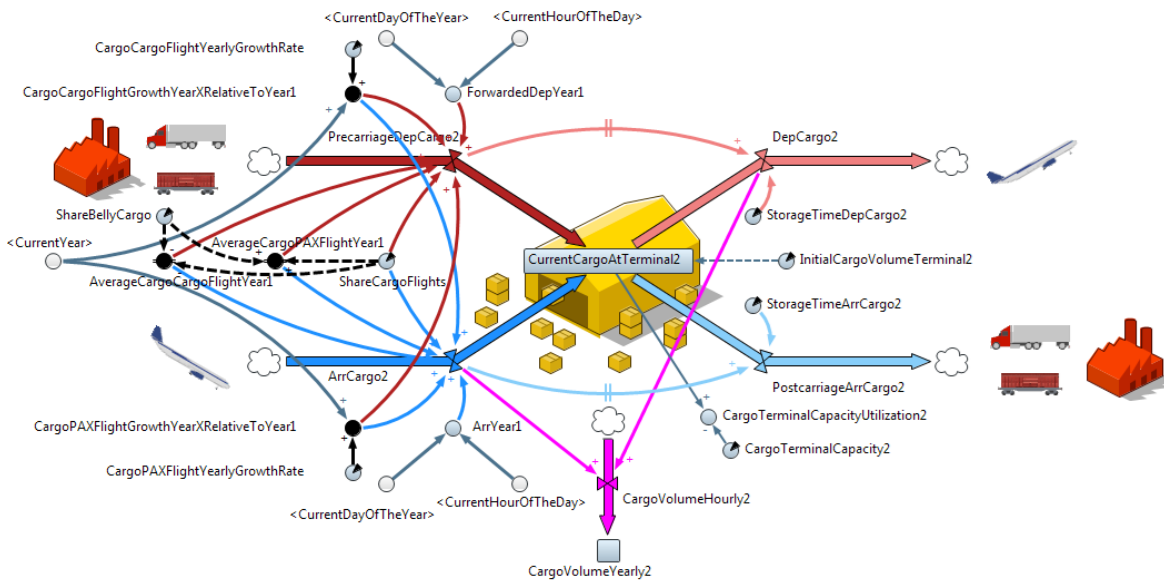 <CurrentDayOfTheYear>
<CurrentHourOfTheDay>
CargoCargoFlightYearlyGrowthRate
CargoCargoFlightGrowthYearXRelativeToYear1
ForwardedDepYear1
PrecarriageDepCargo2
DepCargo2
ShareBellyCargo
StorageTimeDepCargo2
<CurrentYear>
AverageCargoPAXFlightYear1
CurrentCargoAtTerminal2
InitialCargoVolumeTerminal2
AverageCargoCargoFlightYear1
ShareCargoFlights
StorageTimeArrCargo2
ArrCargo2
PostcarriageArrCargo2
CargoPAXFlightGrowthYearXRelativeToYear1
ArrYear1
CargoTerminalCapacityUtilization2
CargoTerminalCapacity2
CargoPAXFlightYearlyGrowthRate
<CurrentHourOfTheDay>
CargoVolumeHourly2
<CurrentDayOfTheYear>
CargoVolumeYearly2